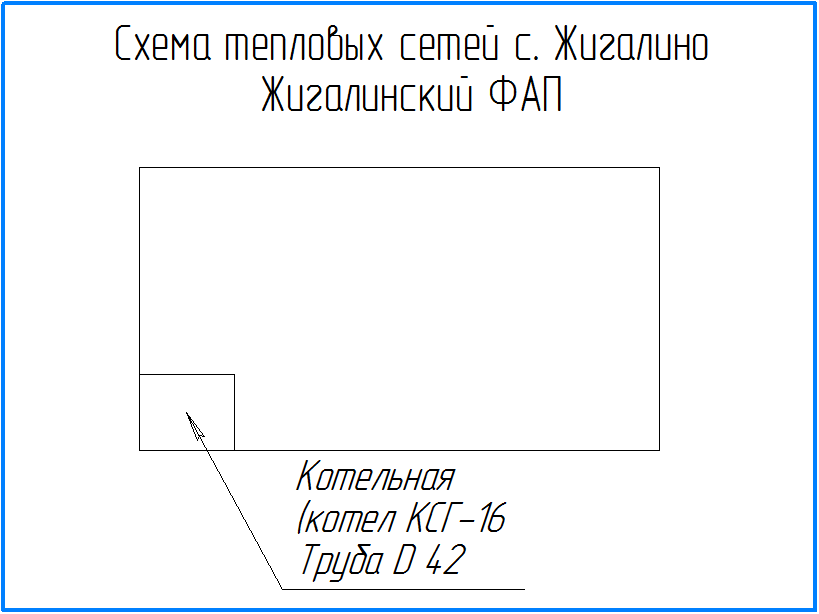 Схема тепловых сетей с. Жигалино
Жигалинский ФАП
Котельная
(котел КСГ-16
Труба D 42